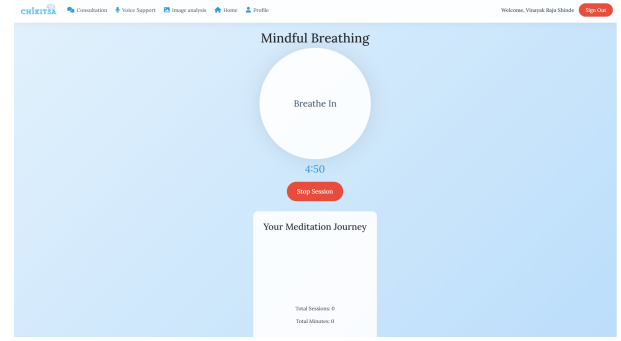 CHIKITSA
Consultation Voice Support Image analysis Home Profile Welcome, Vinayak Raju Shinde Sign Out
Mindful Breathing
Breathe In
4:50
Stop Session
Your Meditation Journey
Total Sessions: 0
Total Minutes: 0